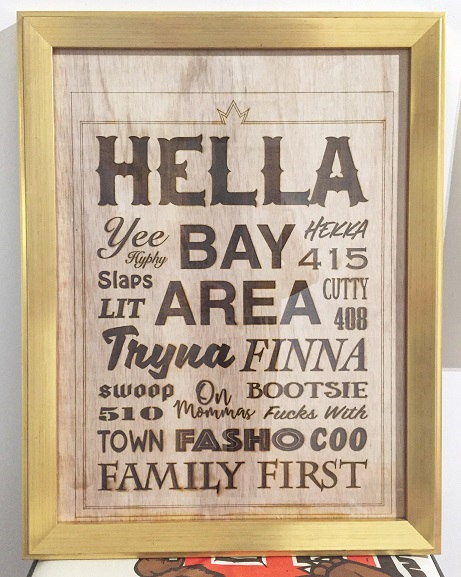 HELLA
Yee BAY HEKKA
Hyphy 415
Slaps AREA CUTTY
LIT 408
Tryna FINNA
swoop On BOOTSIE
510 Mommas Fucks With
TOWN FASHO COO
FAMILY FIRST